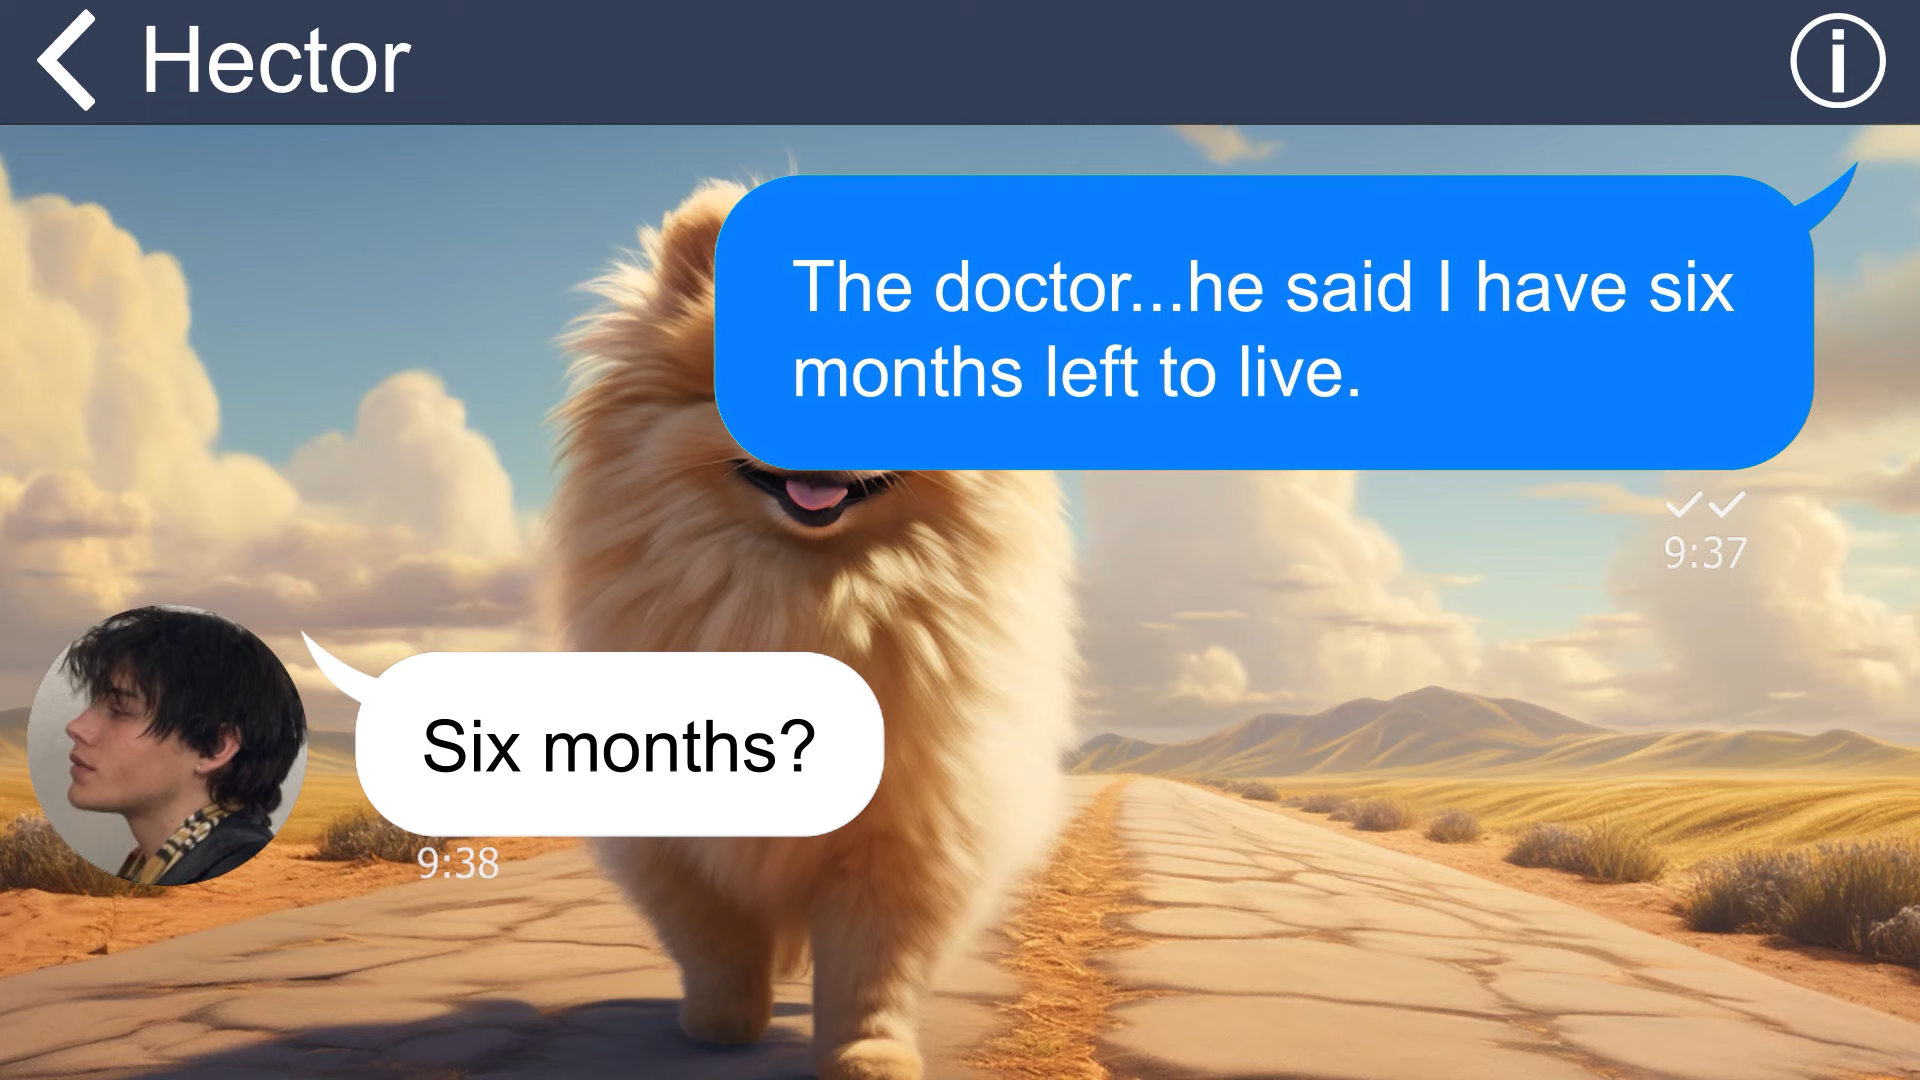 Hector
The doctor...he said I have six
months left to live.
9:37
Six months?
9:38